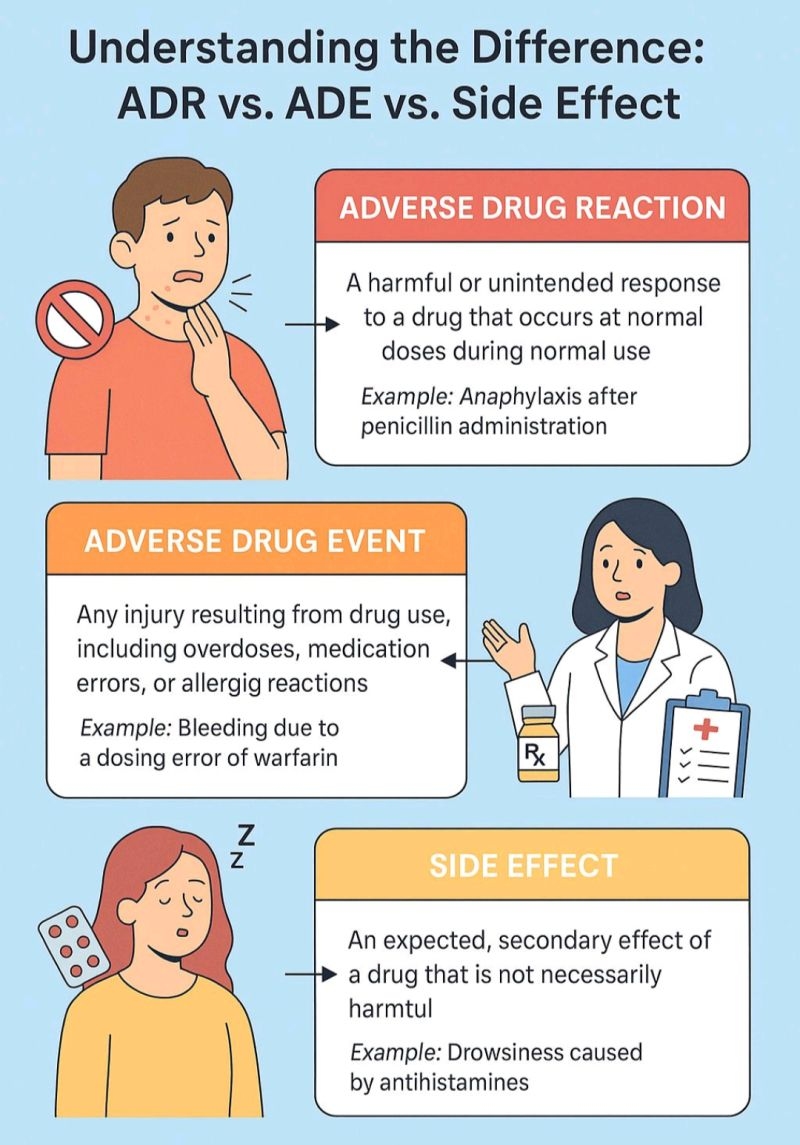 Understanding the Difference:
ADR vs. ADE vs. Side Effect
ADVERSE DRUG REACTION
A harmful or unintended response
to a drug that occurs at normal
doses during normal use
Example: Anaphylaxis after
penicillin administration
ADVERSE DRUG EVENT
Any injury resulting from drug use,
including overdoses, medication
errors, or allergig reactions
Example: Bleeding due to
a dosing error of warfarin
Rx
Z
Z
SIDE EFFECT
An expected, secondary effect of
a drug that is not necessarily
harmtul
Example: Drowsiness caused
by antihistamines